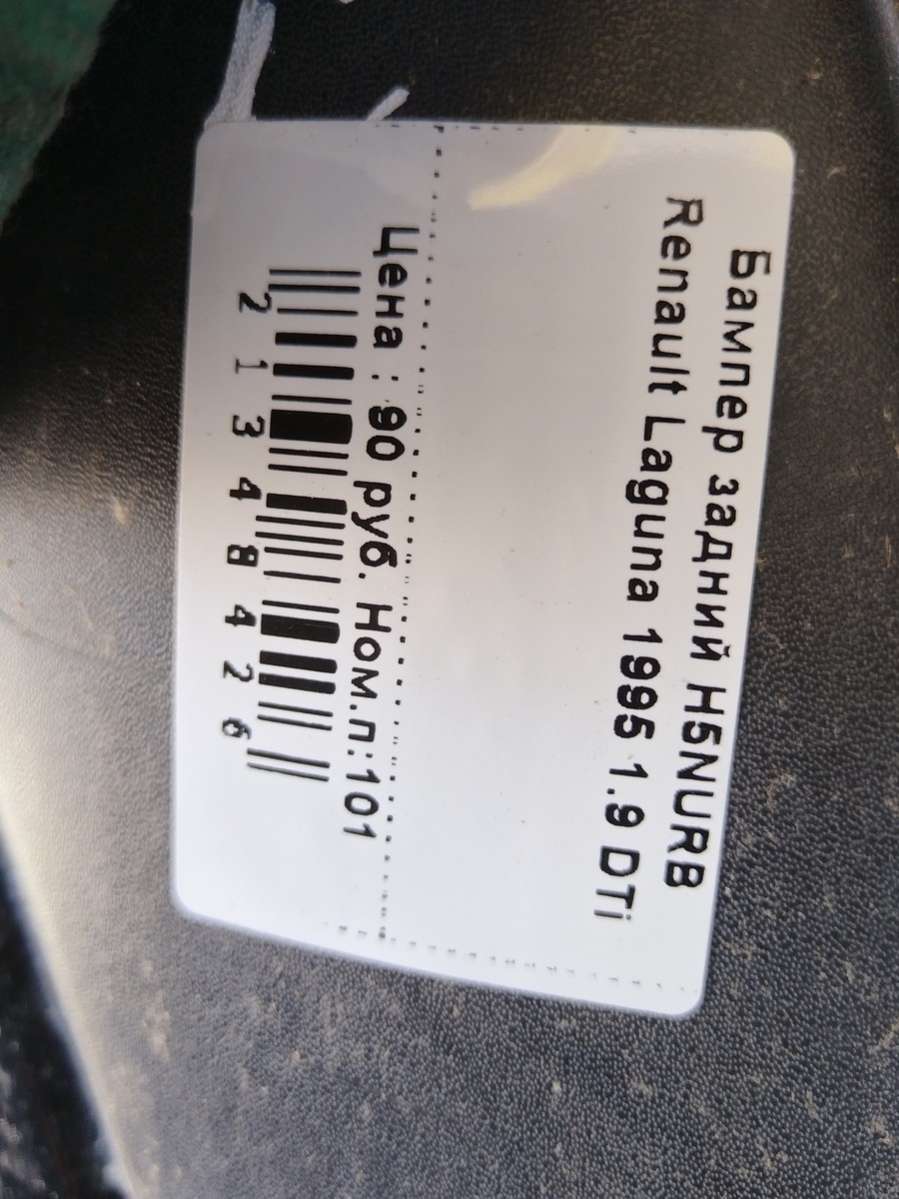 Бампер задний H5NURB
Renault Laguna 1995 1.9 DTi
Цена : 90 руб. Ном.п:101
2 1 3 4 8 4 2 6